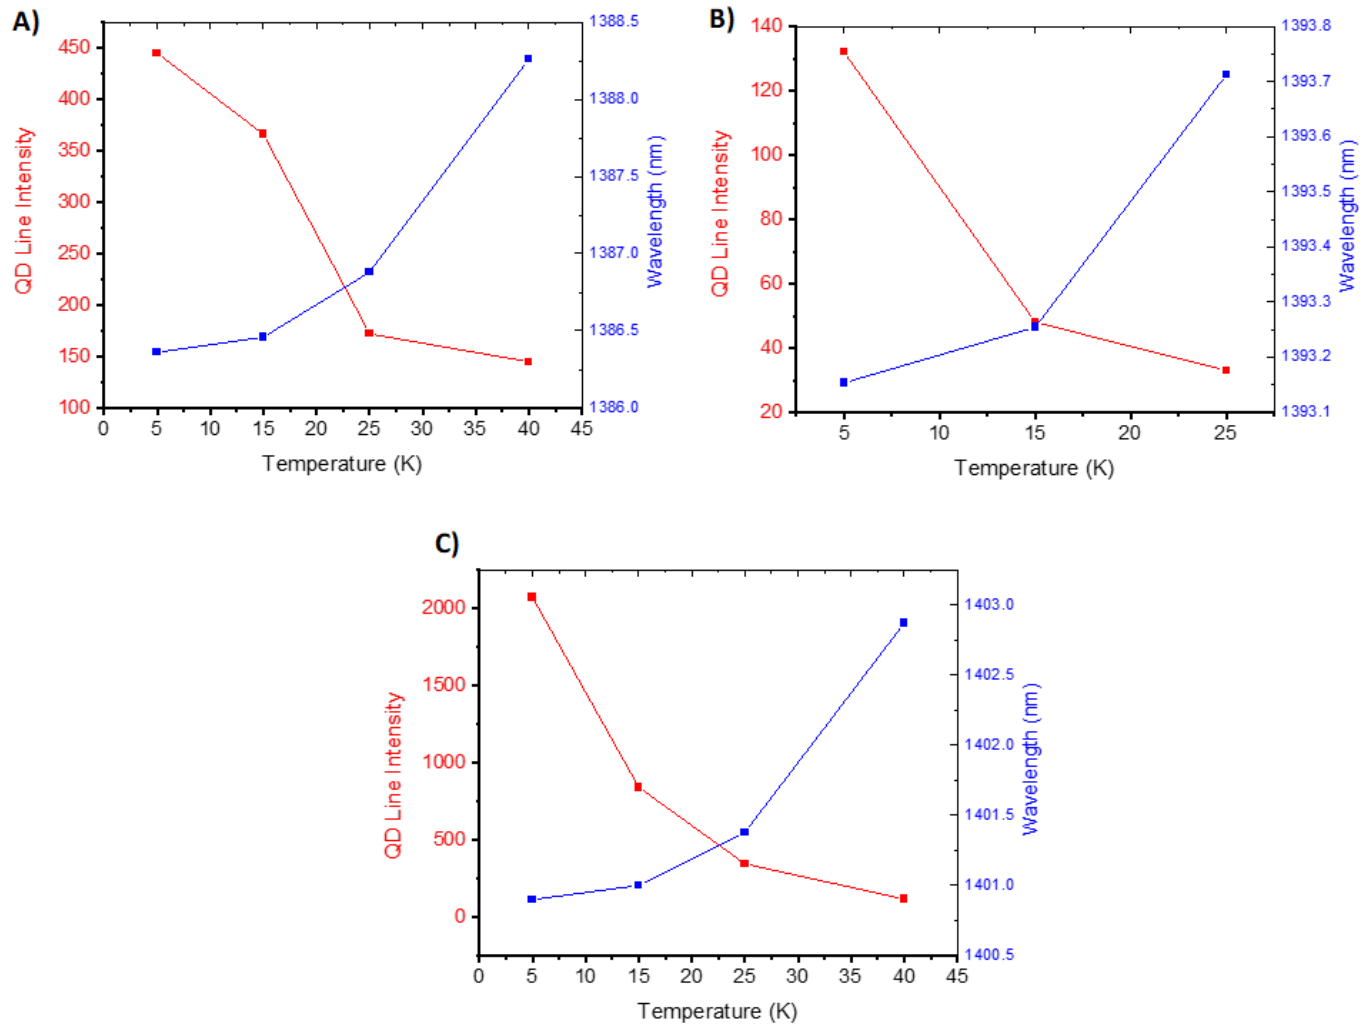 A)
QD Line Intensity
450
400
350
300
250
200
150
100
1388.5
1388.0
1387.5
1387.0
1386.5
1386.0
Wavelength (nm)
0 5 10 15 20 25 30 35 40 45
Temperature (K)
B)
QD Line Intensity
140
120
100
80
60
40
20
1393.8
1393.7
1393.6
1393.5
1393.4
1393.3
1393.2
1393.1
Wavelength (nm)
5 10 15 20 25
Temperature (K)
C)
QD Line Intensity
2000
1500
1000
500
0
1403.0
1402.5
1402.0
1401.5
1401.0
1400.5
Wavelength (nm)
0 5 10 15 20 25 30 35 40 45
Temperature (K)